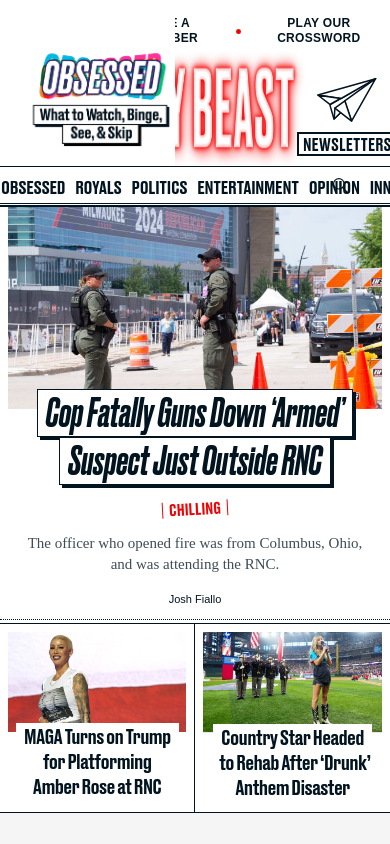 PLAY OUR
CROSSWORD
OBSESSED
What to Watch, Binge,
See, & Skip
BEAST
NEWSLETTERS
OBSESSED ROYALS POLITICS ENTERTAINMENT OPINION INN
MILWAUKEE 2024 REPUBLICAN
Cop Fatally Guns Down ‘Armed’
Suspect Just Outside RNC
CHILLING
The officer who opened fire was from Columbus, Ohio,
and was attending the RNC.
Josh Fiallo
MAGA Turns on Trump
for Platforming
Amber Rose at RNC
Country Star Headed
to Rehab After ‘Drunk’
Anthem Disaster